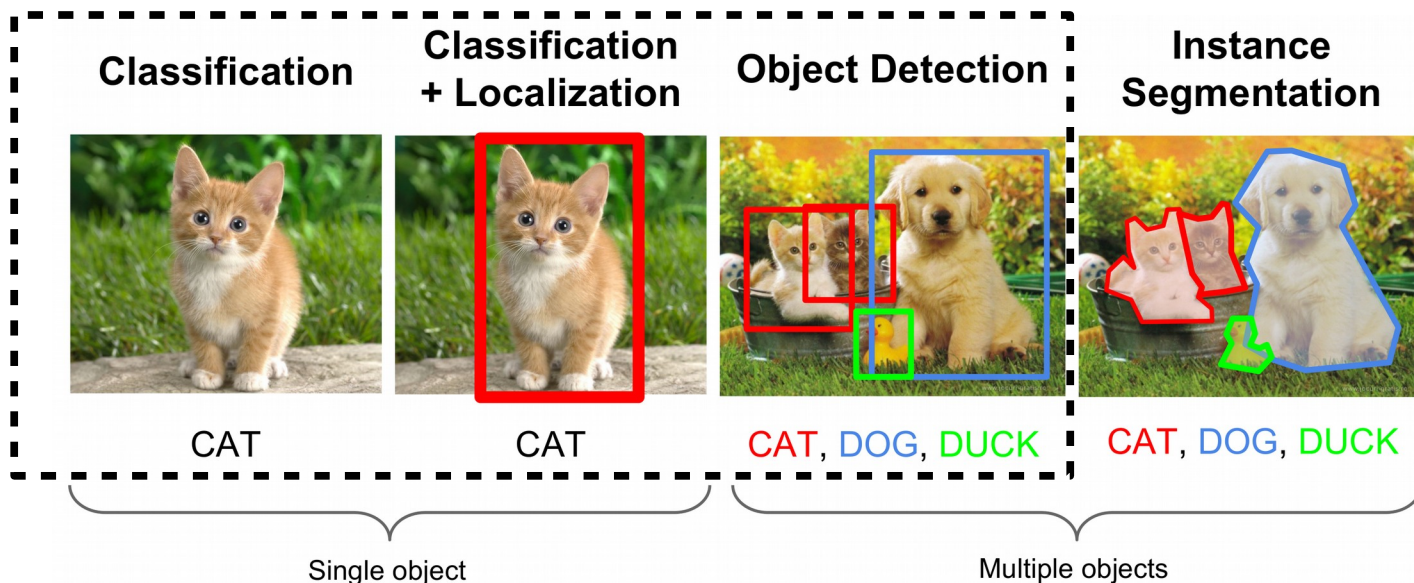 Classification
Classification
+ Localization
Object Detection
Instance
Segmentation
CAT
CAT
CAT, DOG, DUCK
CAT, DOG, DUCK
Single object
Multiple objects